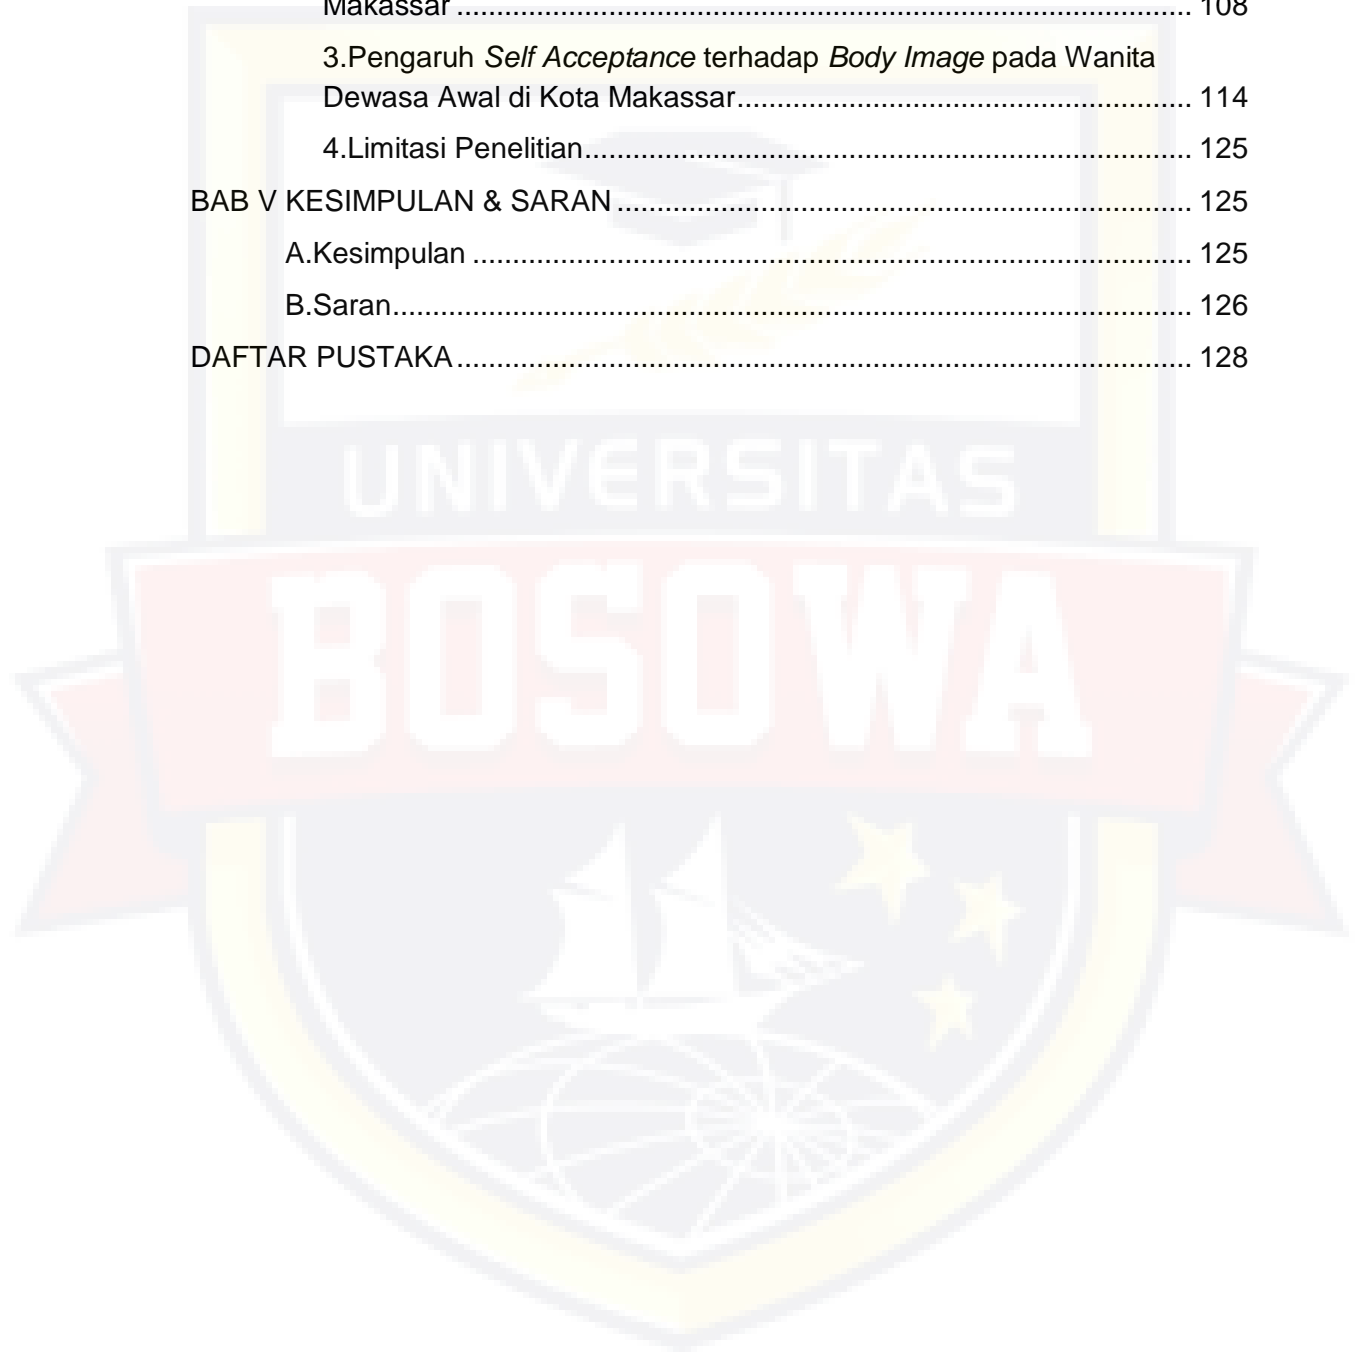 Makassar ........................................................................................... 108
3.Pengaruh Self Acceptance terhadap Body Image pada Wanita
Dewasa Awal di Kota Makassar........................................................ 114
4.Limitasi Penelitian........................................................................... 125
BAB V KESIMPULAN & SARAN ....................................................................... 125
A.Kesimpulan ......................................................................................... 125
B.Saran................................................................................................... 126
DAFTAR PUSTAKA ........................................................................................... 128
UNIVERSITAS
BOSOWA